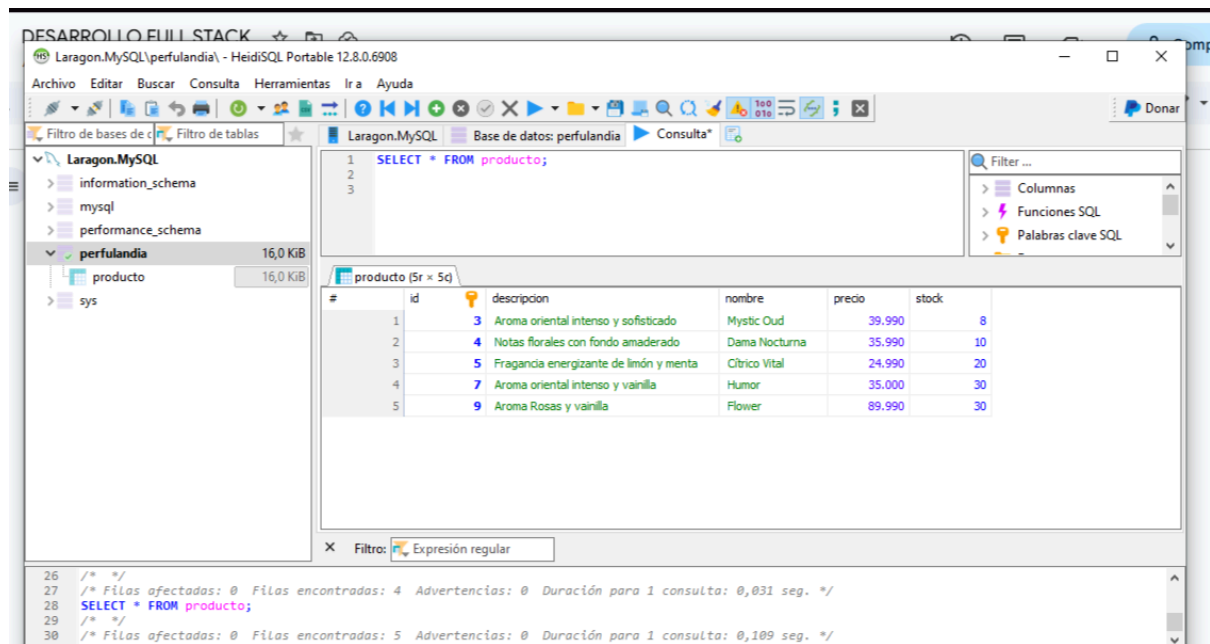 DESARROLLO FULL STACK
Laragon.MySQL\perfulandia\ - HeidiSQL Portable 12.8.0.6908
Archivo Editar Buscar Consulta Herramientas Ir a Ayuda
Donar
Filtro de bases de c Filtro de tablas
Laragon.MySQL Base de datos: perfulandia Consulta*
Laragon.MySQL
information_schema
mysql
performance_schema
perfulandia 16,0 KiB
producto 16,0 KiB
sys
1 SELECT * FROM producto;
2
3
Filter ...
Columnas
Funciones SQL
Palabras clave SQL
producto (5r × 5c)
# id descripcion nombre precio stock
1 3 Aroma oriental intenso y sofisticado Mystic Oud 39.990 8
2 4 Notas florales con fondo amaderado Dama Nocturna 35.990 10
3 5 Fragancia energizante de limón y menta Cítrico Vital 24.990 20
4 7 Aroma oriental intenso y vainilla Humor 35.000 30
5 9 Aroma Rosas y vainilla Flower 89.990 30
Filtro: Expresión regular
26 /* */
27 /* Filas afectadas: 0 Filas encontradas: 4 Advertencias: 0 Duración para 1 consulta: 0,031 seg. */
28 SELECT * FROM producto;
29 /* */
30 /* Filas afectadas: 0 Filas encontradas: 5 Advertencias: 0 Duración para 1 consulta: 0,109 seg. */